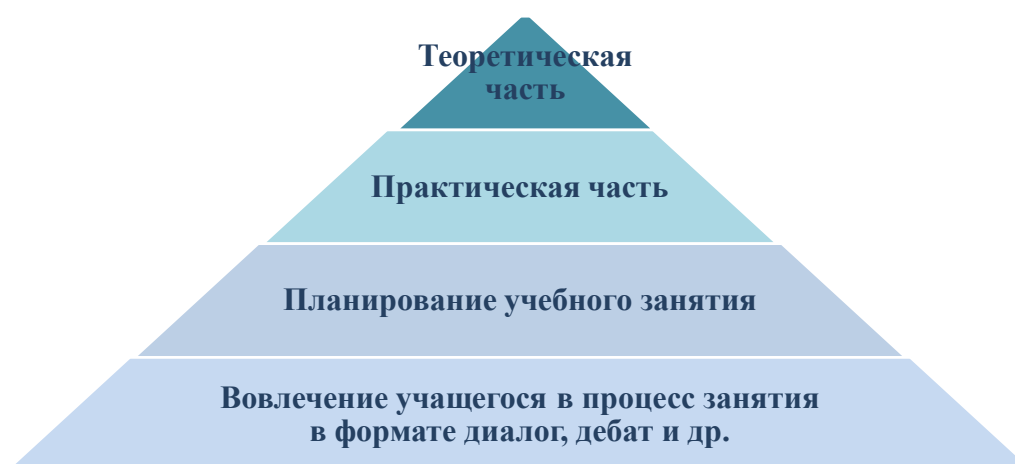 Теоретическая
часть
Практическая часть
Планирование учебного занятия
Вовлечение учащегося в процесс занятия
в формате диалог, дебат и др.